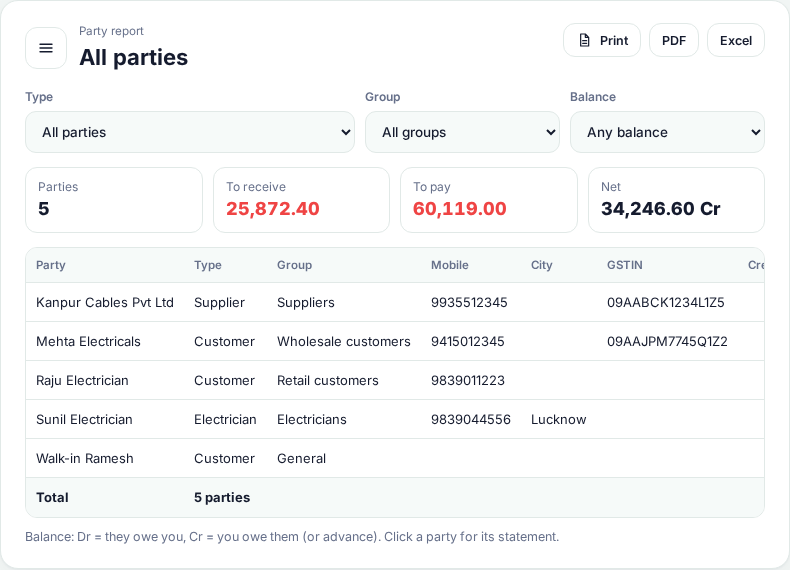 Party report
All parties
Print
PDF
Excel
Type
Group
Balance
All parties
All groups
Any balance
Parties
To receive
To pay
Net
5
25,872.40
60,119.00
34,246.60 Cr
Party Type Group Mobile City GSTIN Cre
Kanpur Cables Pvt Ltd Supplier Suppliers 9935512345 09AABCK1234L1Z5
Mehta Electricals Customer Wholesale customers 9415012345 09AAJPM7745Q1Z2
Raju Electrician Customer Retail customers 9839011223
Sunil Electrician Electrician Electricians 9839044556 Lucknow
Walk-in Ramesh Customer General
Total 5 parties
Balance: Dr = they owe you, Cr = you owe them (or advance). Click a party for its statement.